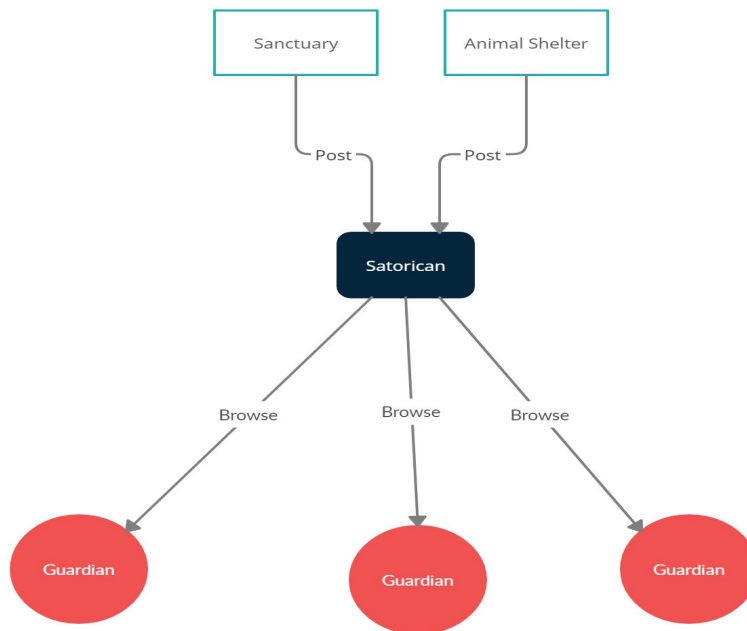 Sanctuary
Animal Shelter
Post
Post
Satorican
Browse
Browse
Browse
Guardian
Guardian
Guardian